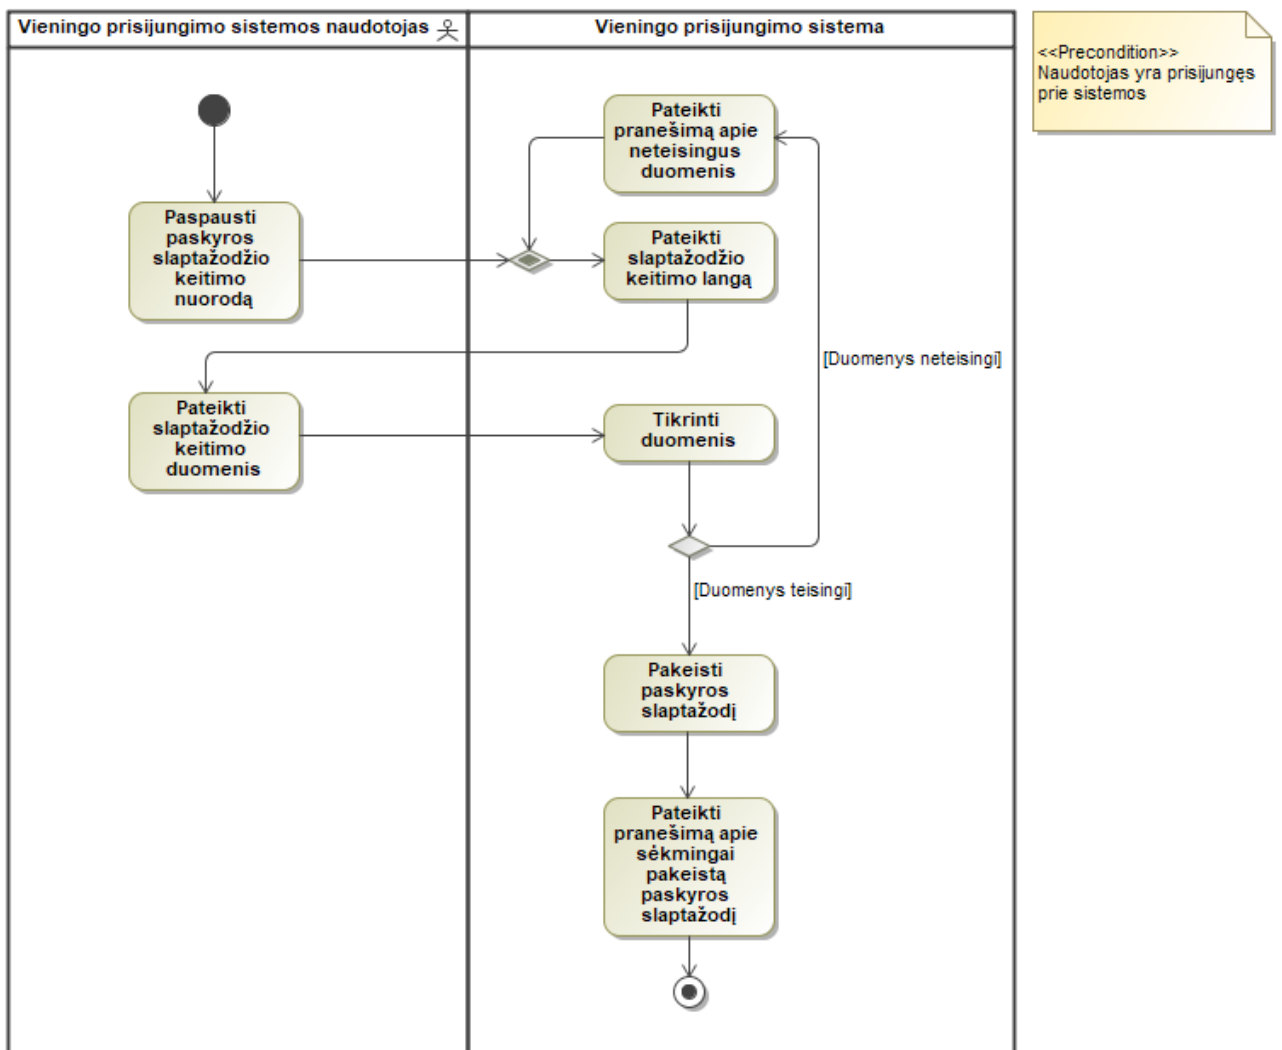 Vieningo prisijungimo sistemos naudotojas
Vieningo prisijungimo sistema
<<Precondition>>
Naudotojas yra prisijungęs
prie sistemos
Pateikti
pranešimą apie
neteisingus
duomenis
Paspausti
paskyros
slaptažodžio
keitimo
nuorodą
Pateikti
slaptažodžio
keitimo langą
[Duomenys neteisingi]
Pateikti
slaptažodžio
keitimo
duomenis
Tikrinti
duomenis
[Duomenys teisingi]
Pakeisti
paskyros
slaptažodį
Pateikti
pranešimą apie
sėkmingai
pakeistą
paskyros
slaptažodį